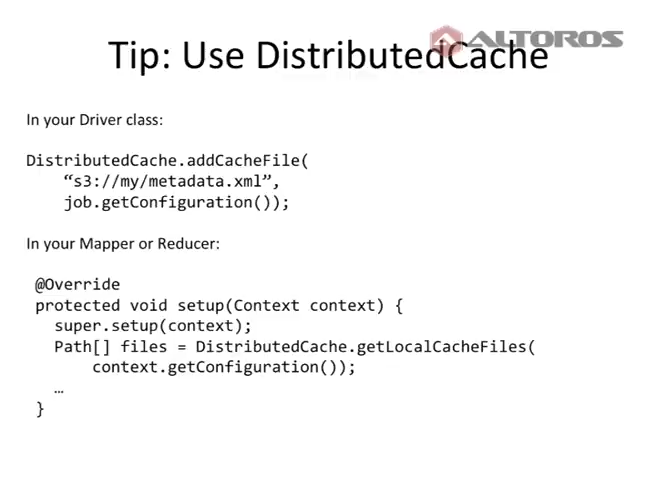 ALTOROS
Tip: Use DistributedCache
In your Driver class:
DistributedCache.addCacheFile(
“s3://my/metadata.xml”,
job.getConfiguration());
In your Mapper or Reducer:
@Override
protected void setup(Context context) {
super.setup(context);
Path[] files = DistributedCache.getLocalCacheFiles(
context.getConfiguration());
…
}